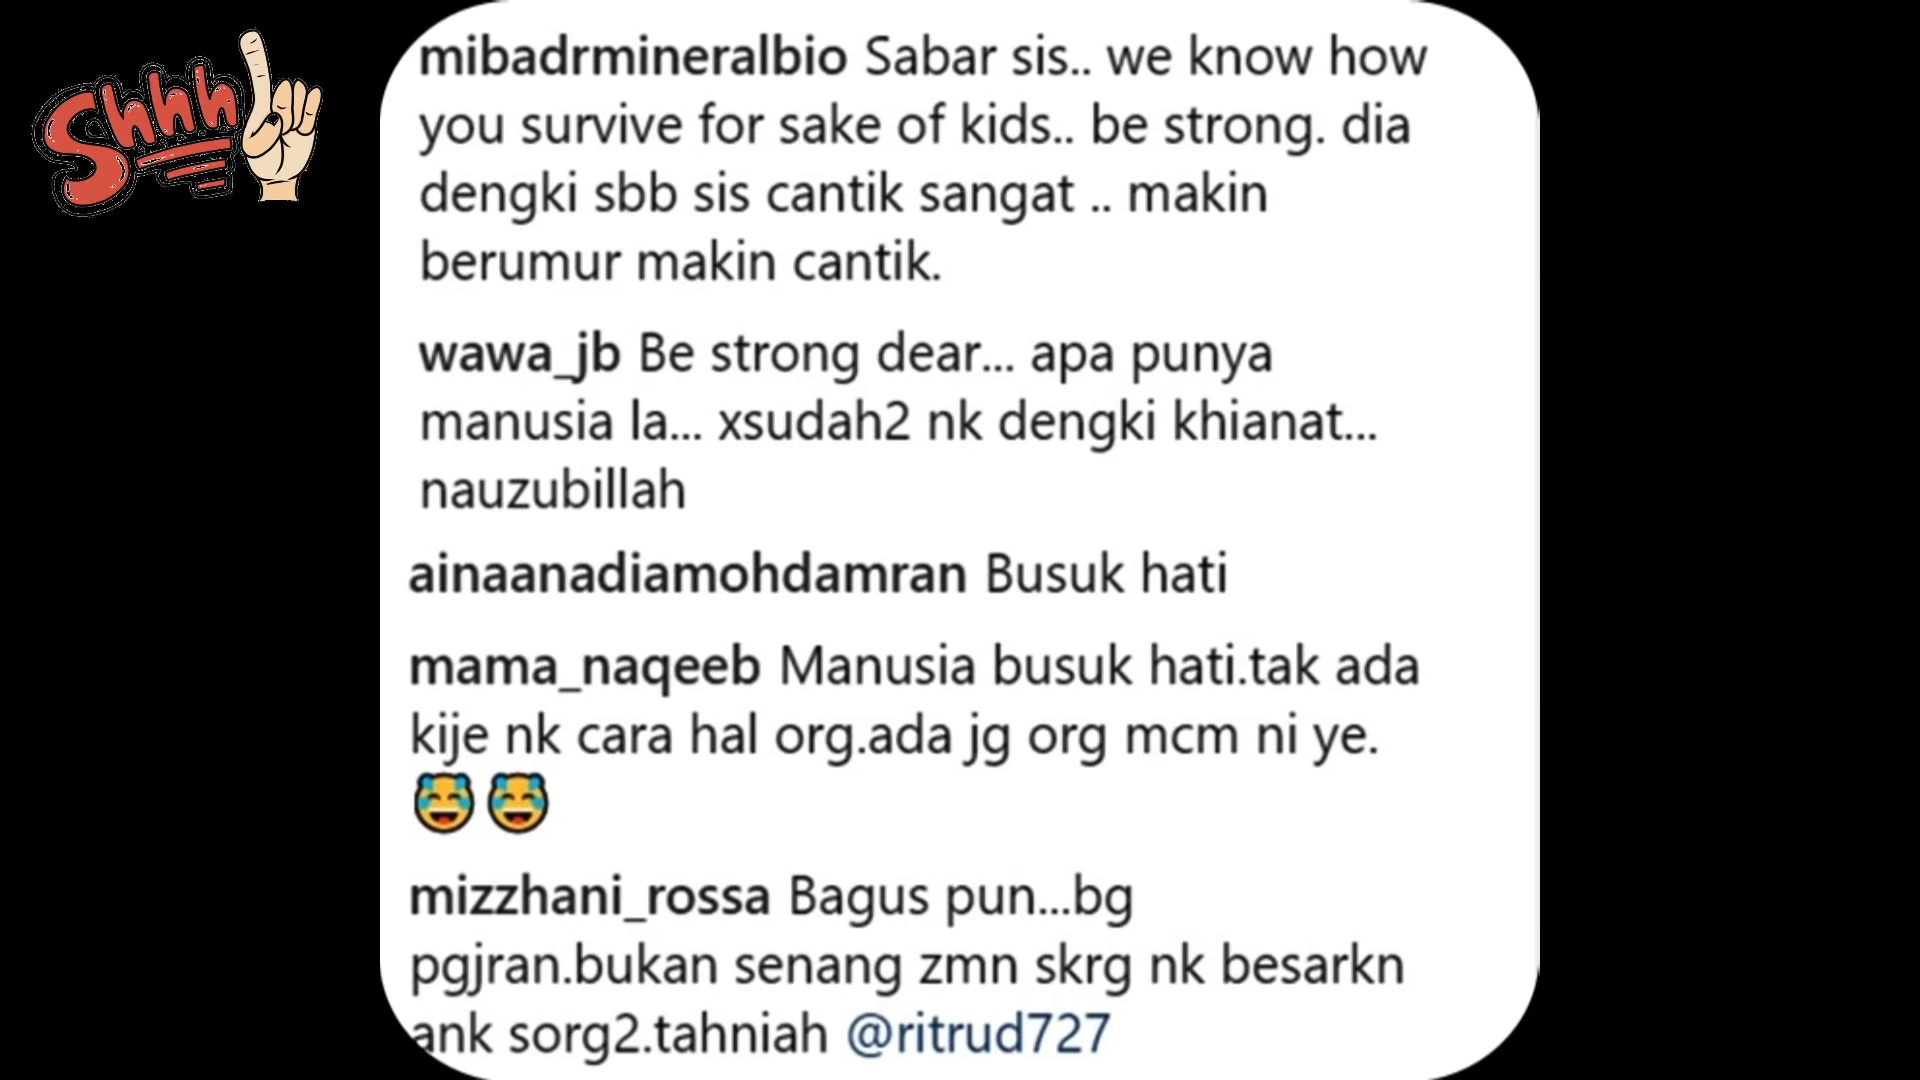 Shhh
mibadrmineralbio Sabar sis.. we know how
you survive for sake of kids.. be strong. dia
dengki sbb sis cantik sangat .. makin
berumur makin cantik.
wawa_jb Be strong dear... apa punya
manusia la... xsudah2 nk dengki khianat...
nauzubillah
ainaanadiamohdamran Busuk hati
mama_naqeeb Manusia busuk hati.tak ada
kije nk cara hal org.ada jg org mcm ni ye.
😅😅
mizzhani_rossa Bagus pun...bg
pgjran.bukan senang zmn skrg nk besarkn
ank sorg2.tahniah @ritrud727